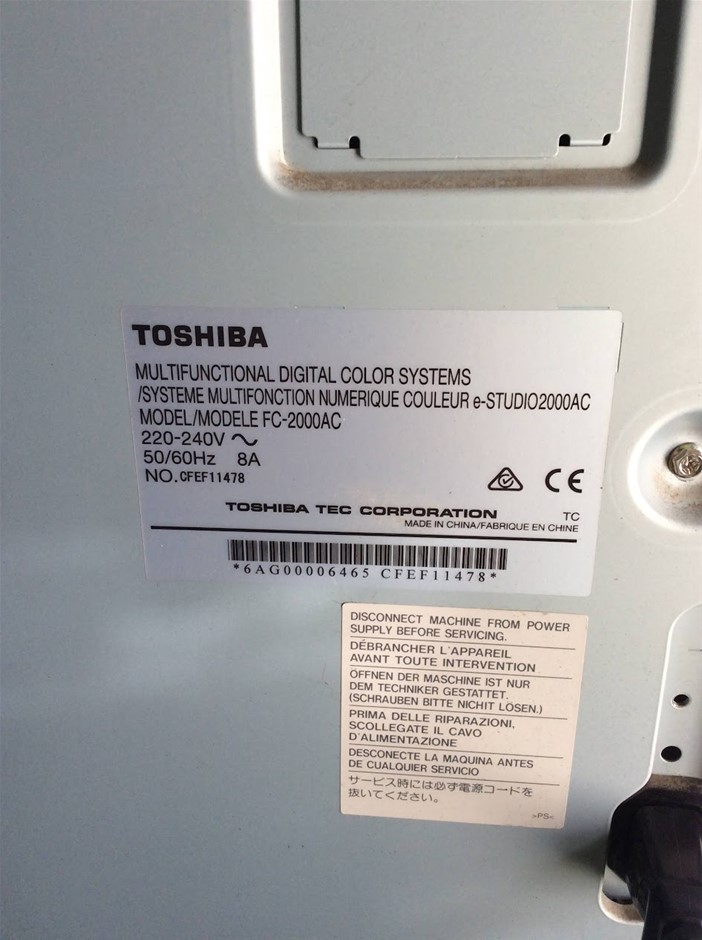 TOSHIBA
MULTIFUNCTIONAL DIGITAL COLOR SYSTEMS
/SYSTEME MULTIFONCTION NUMERIQUE COULEUR e-STUDIO2000AC
MODEL/MODELE FC-2000AC
220-240V ～
50/60Hz 8A
NO.CFEF11478
CE
TOSHIBA TEC CORPORATION
TC
MADE IN CHINA/FABRIQUE EN CHINE
*6AG00006465 CFEF11478*
DISCONNECT MACHINE FROM POWER
SUPPLY BEFORE SERVICING.
DÉBRANCHER L'APPAREIL
AVANT TOUTE INTERVENTION
ÖFFNEN DER MASCHINE IST NUR
DEM TECHNIKER GESTATTET.
(SCHRAUBEN BITTE NICHIT LÖSEN.)
PRIMA DELLE RIPARAZIONI,
SCOLLEGATE IL CAVO
D'ALIMENTAZIONE
DESCONECTE LA MAQUINA ANTES
DE CUALQUIER SERVICIO
サービス時には必ず電源コードを
抜いてください。
>PS<